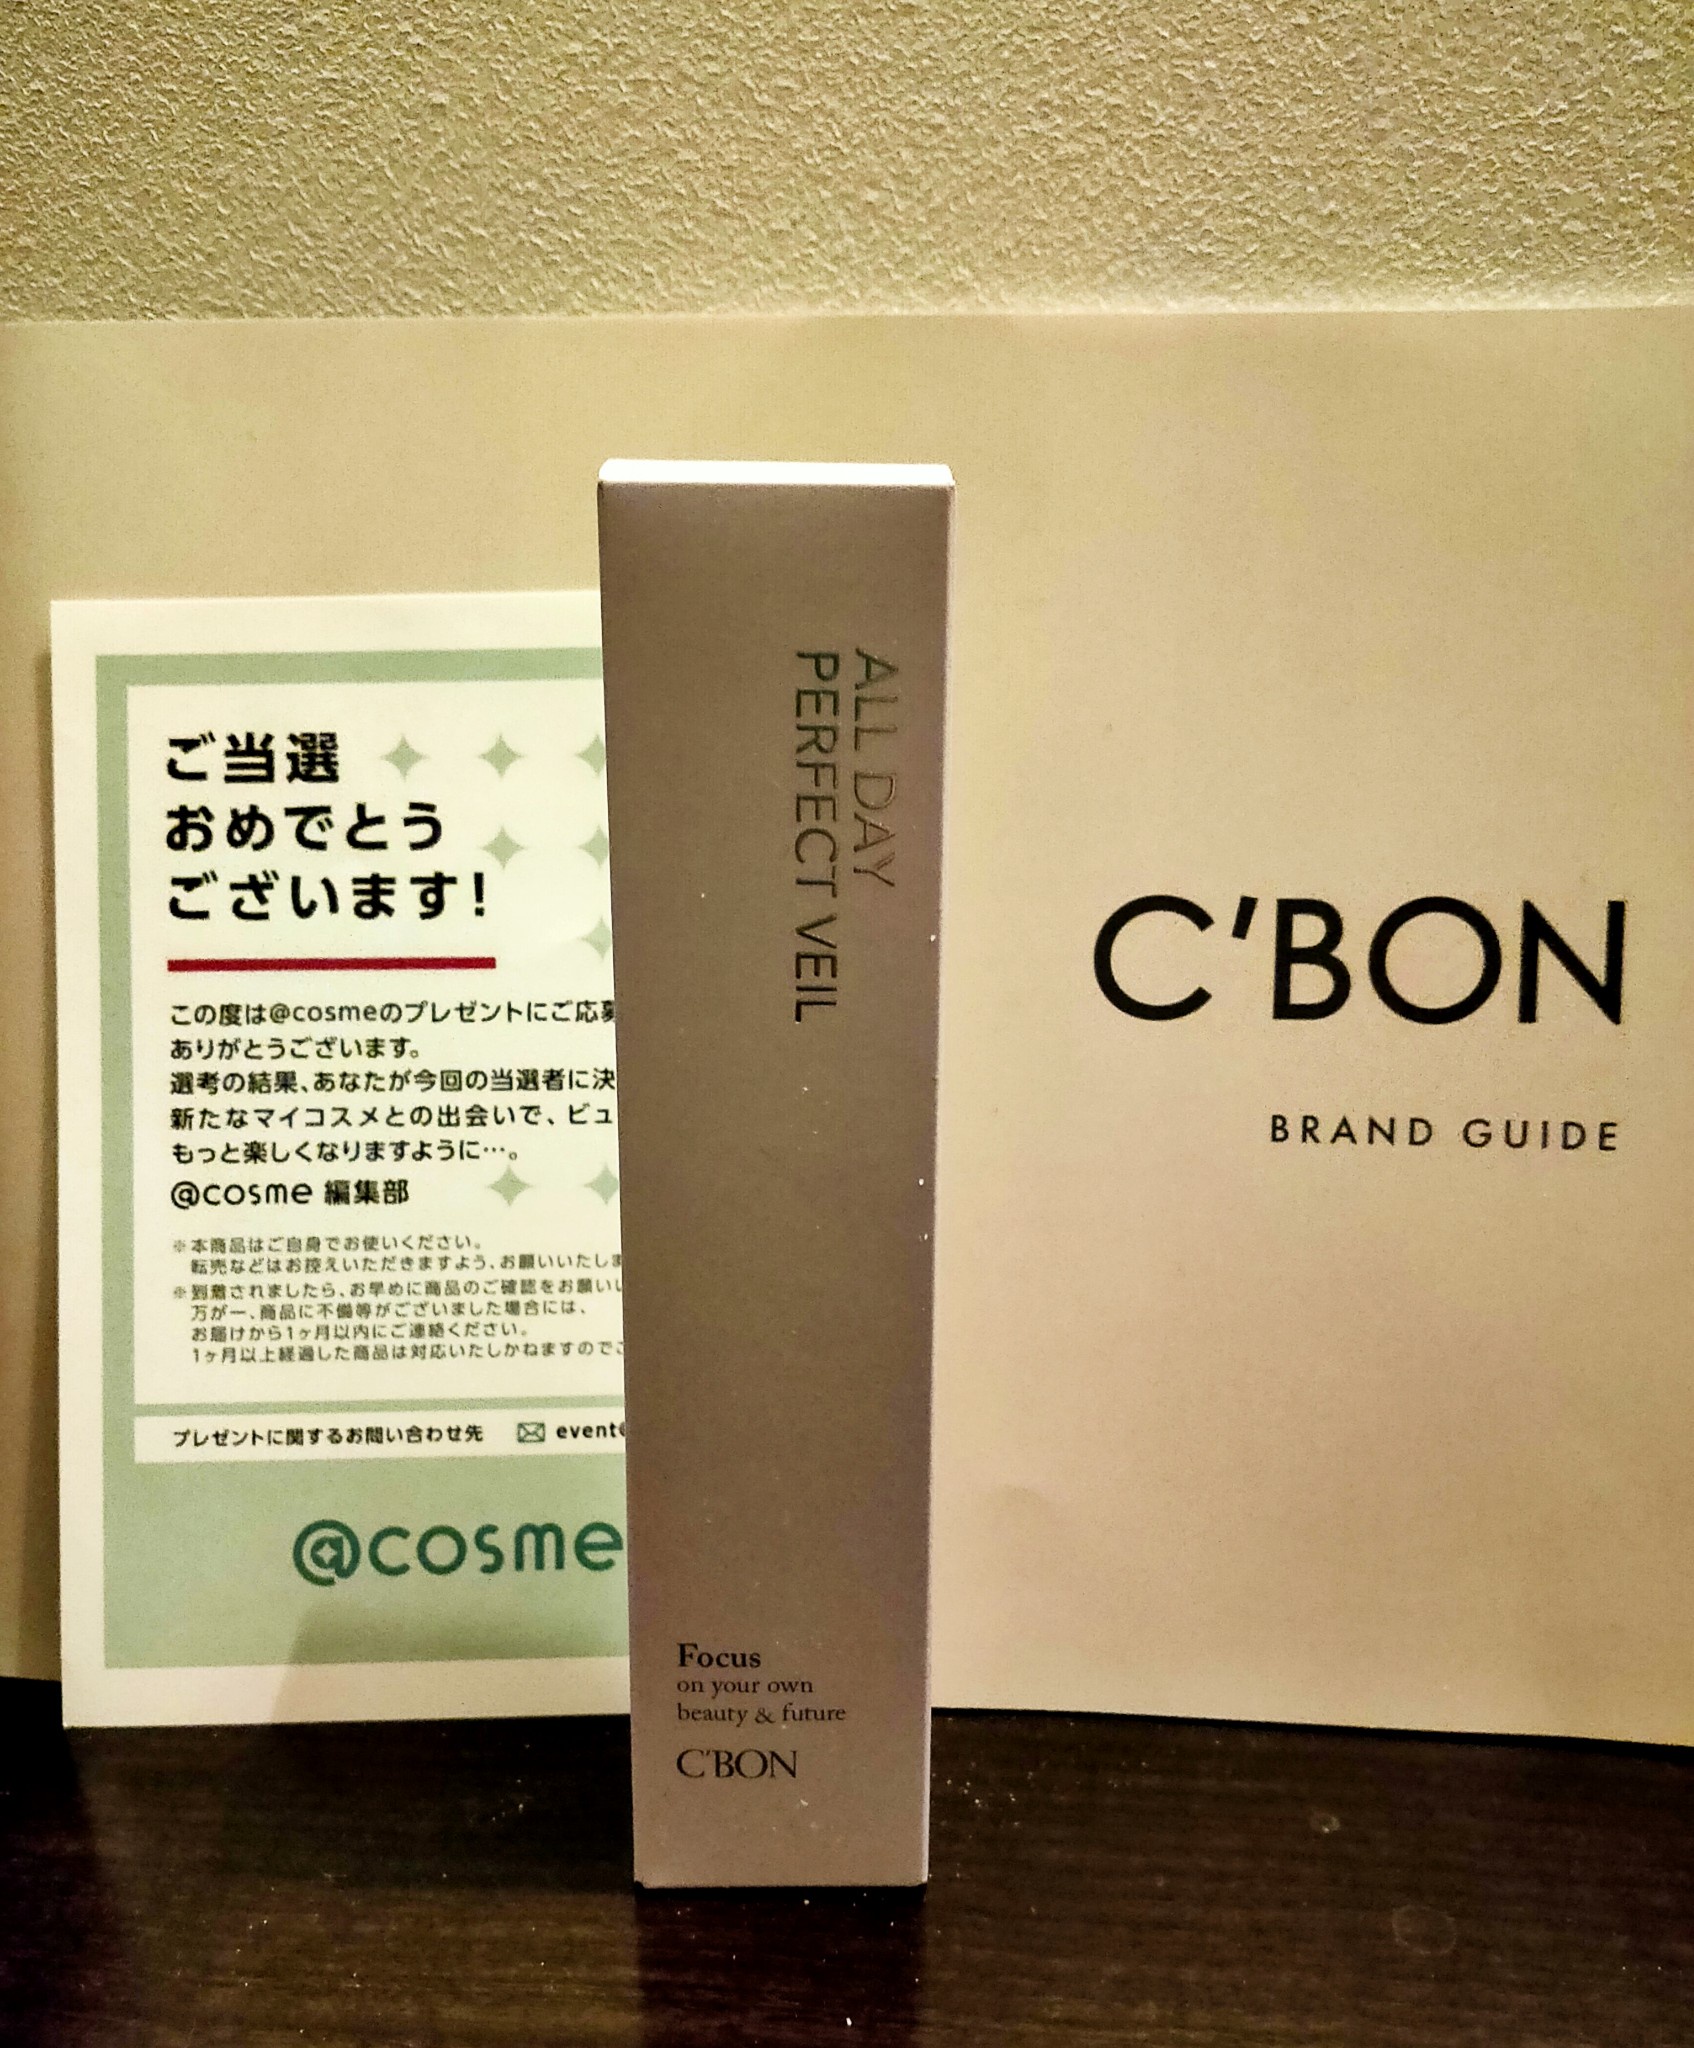 ご当選
おめでとう
ございます!
この度は@cosmeのプレゼントにご応募
ありがとうございます。
選考の結果、あなたが今回の当選者に決
新たなマイコスメとの出会いで、ビュ
もっと楽しくなりますように…。
@cosme 編集部
※本商品はご自身でお使いください。
転売などはお控えいただきますよう、お願いいたしま
※到着されましたら、お早めに商品のご確認をお願いい
万が一、商品に不備等がございました場合には、
お届けから1ヶ月以内にご連絡ください。
1ヶ月以上経過した商品は対応いたしかねますのでご
プレゼントに関するお問い合わせ先
event@
@cosme
ALL DAY
PERFECT VEIL
Focus
on your own
beauty & future
C'BON
C'BON
BRAND GUIDE